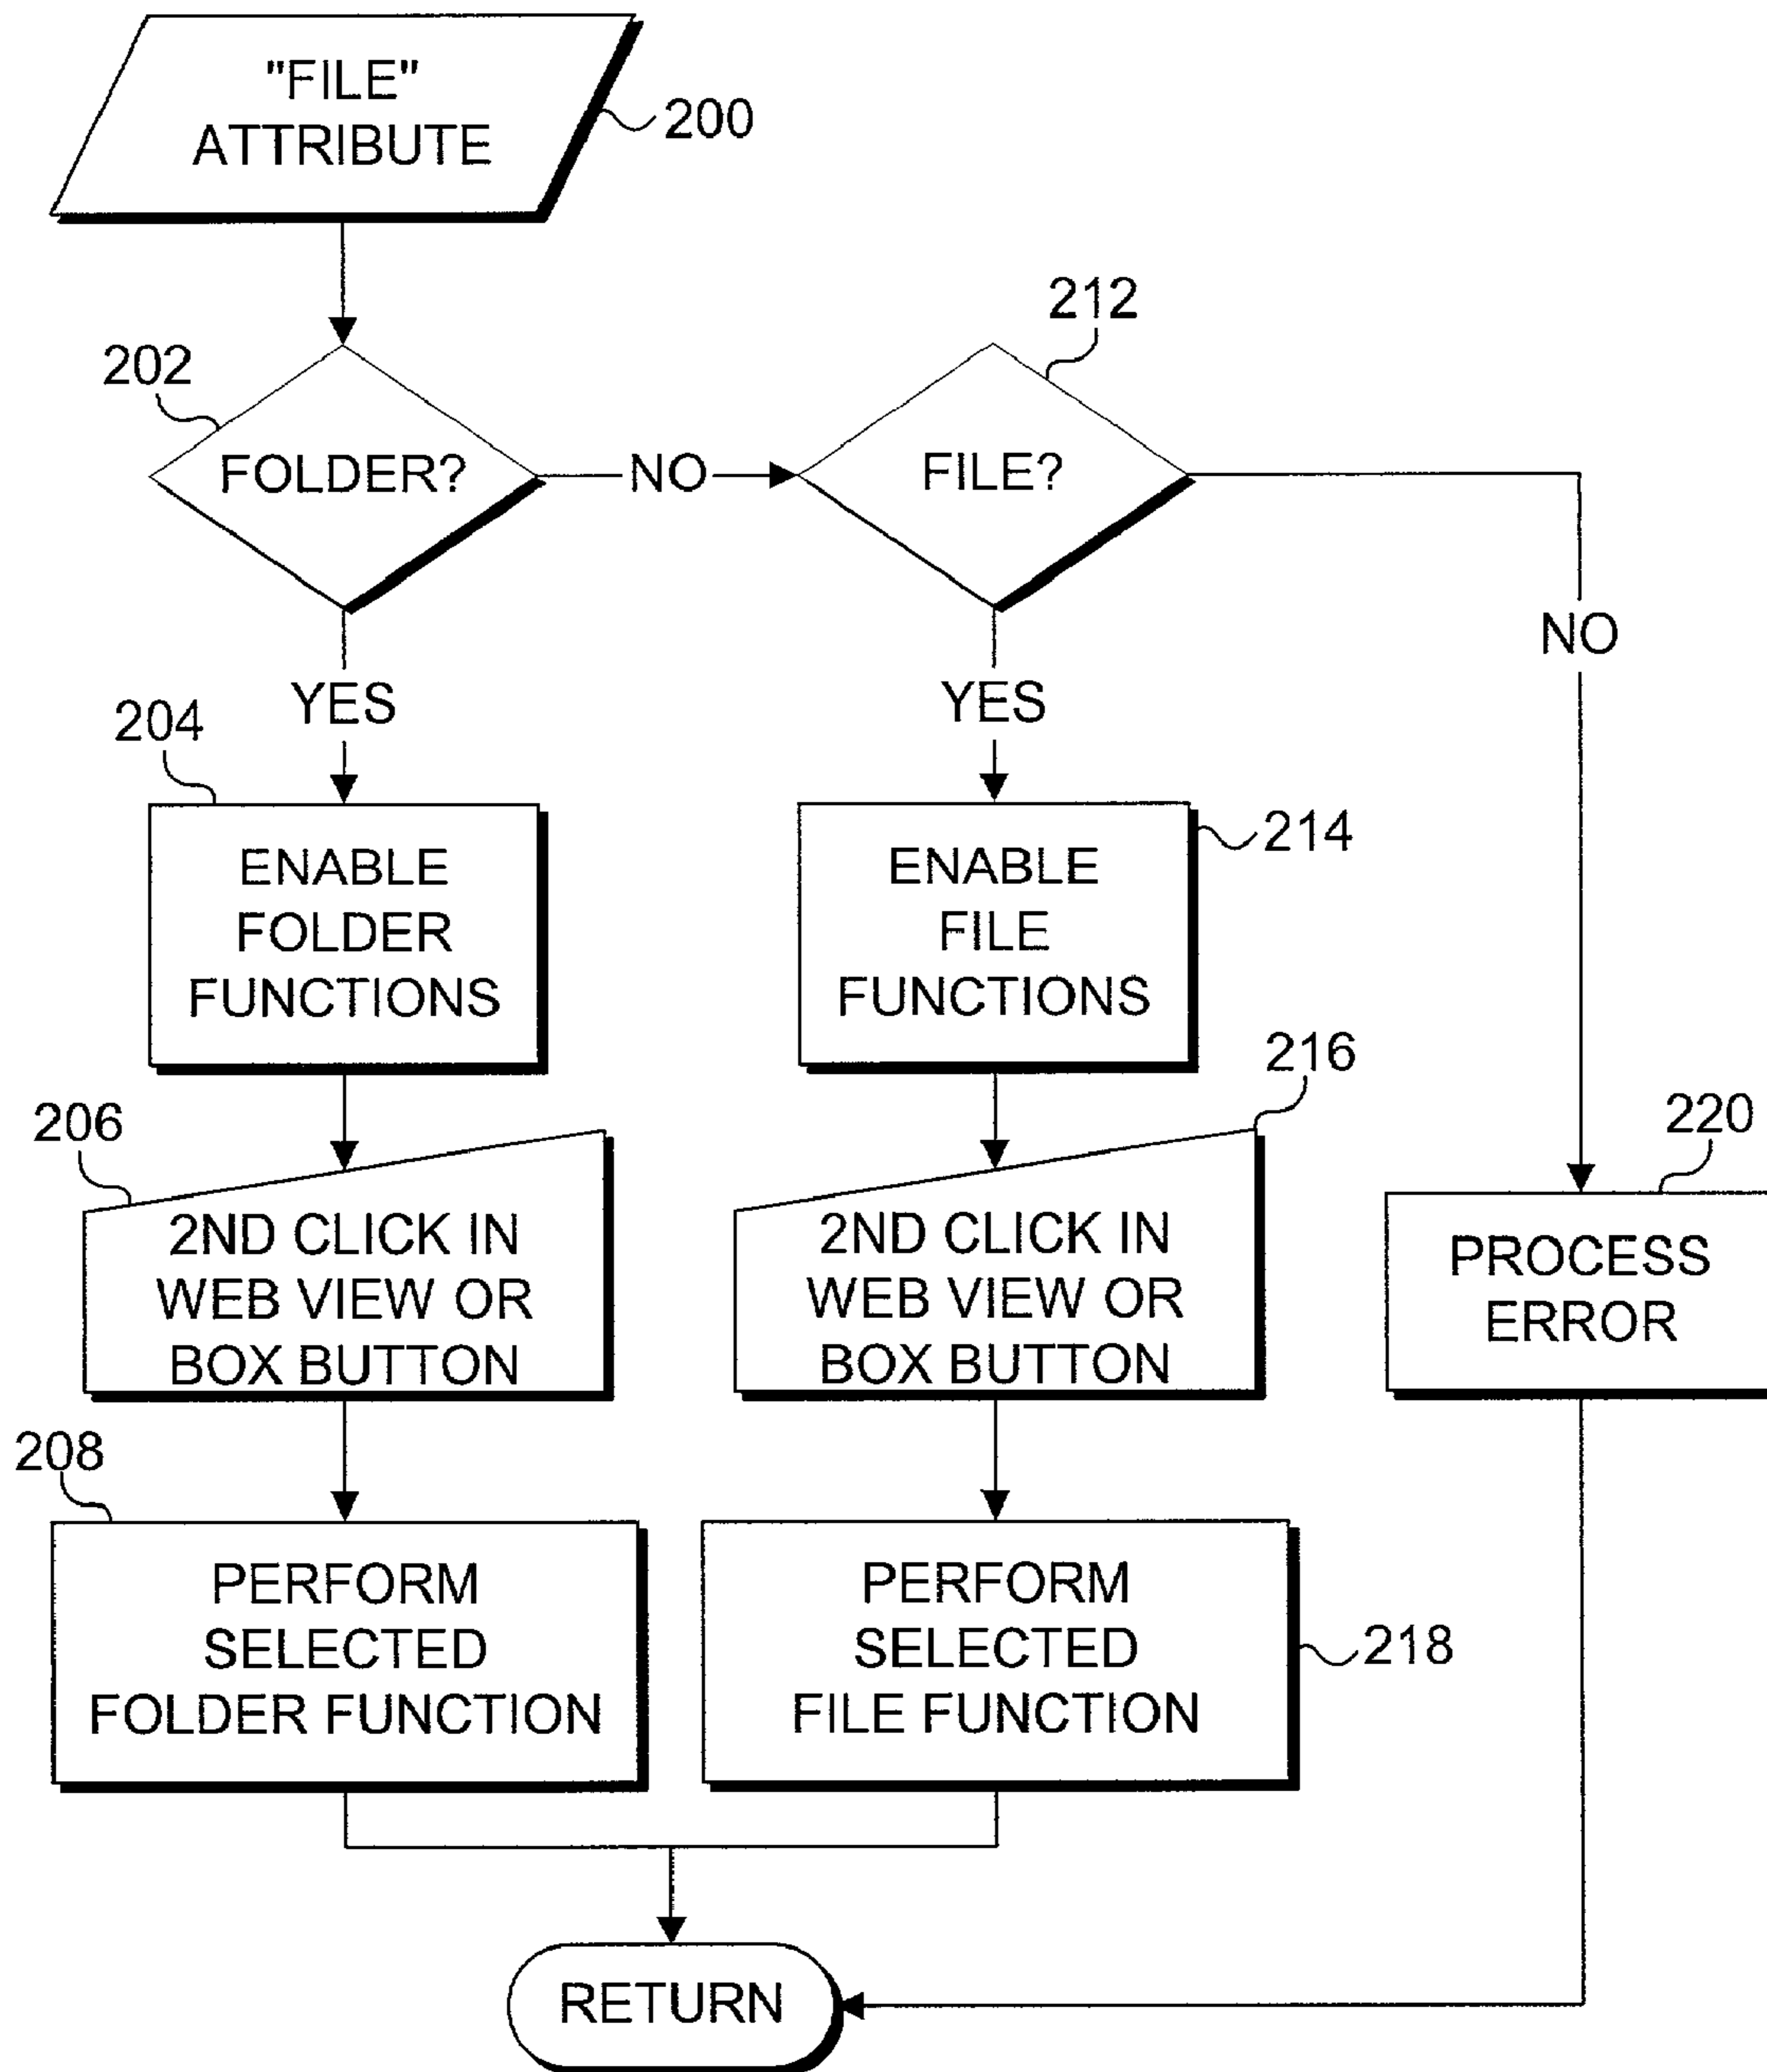 "FILE"
ATTRIBUTE
200
202
FOLDER?
NO
212
FILE?
NO
YES
YES
204
ENABLE
FOLDER
FUNCTIONS
214
ENABLE
FILE
FUNCTIONS
206
2ND CLICK IN
WEB VIEW OR
BOX BUTTON
216
2ND CLICK IN
WEB VIEW OR
BOX BUTTON
220
PROCESS
ERROR
208
PERFORM
SELECTED
FOLDER FUNCTION
PERFORM
SELECTED
FILE FUNCTION
218
RETURN